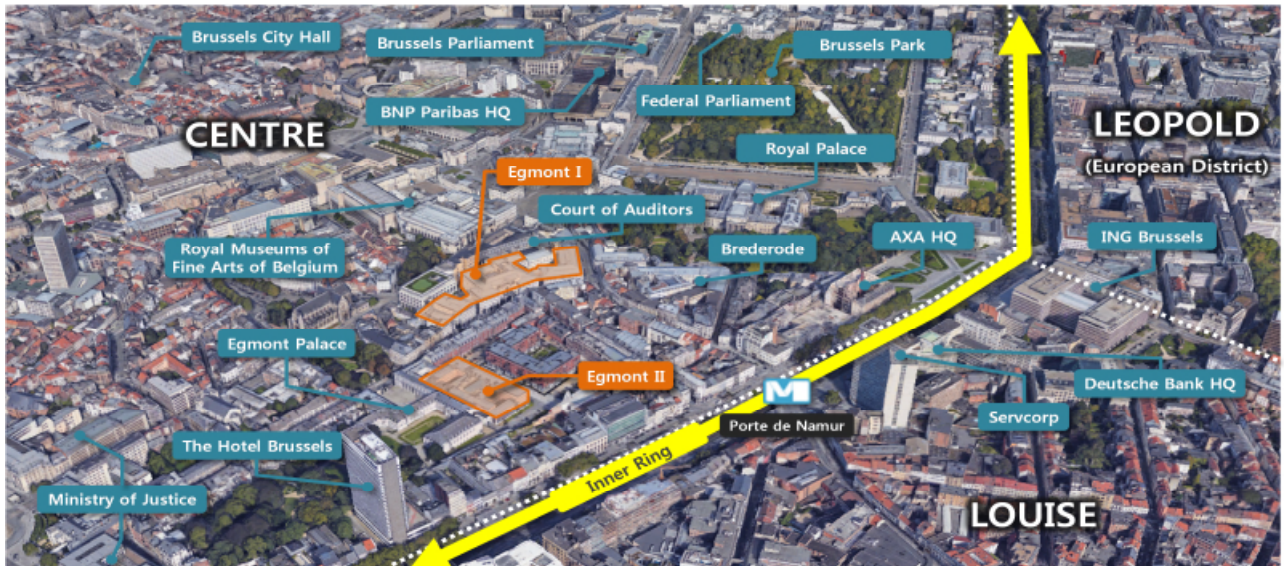 Brussels City Hall
Brussels Parliament
Brussels Park
BNP Paribas HQ
Federal Parliament
CENTRE
LEOPOLD
(European District)
Royal Palace
Egmont I
Court of Auditors
Royal Museums of
Fine Arts of Belgium
Brederode
AXA HQ
ING Brussels
Egmont Palace
Egmont II
M
Deutsche Bank HQ
Servcorp
Porte de Namur
The Hotel Brussels
Inner Ring
Ministry of Justice
LOUISE